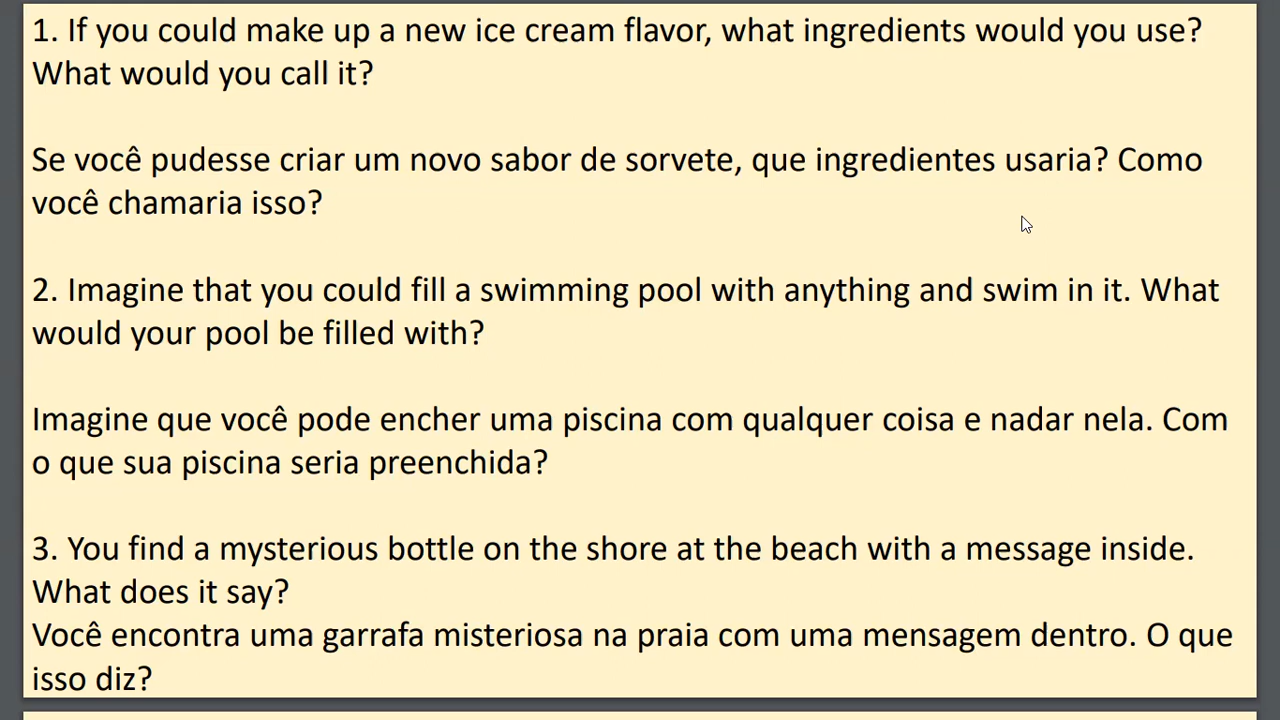 1. If you could make up a new ice cream flavor, what ingredients would you use?
What would you call it?
Se você pudesse criar um novo sabor de sorvete, que ingredientes usaria? Como
você chamaria isso?
2. Imagine that you could fill a swimming pool with anything and swim in it. What
would your pool be filled with?
Imagine que você pode encher uma piscina com qualquer coisa e nadar nela. Com
o que sua piscina seria preenchida?
3. You find a mysterious bottle on the shore at the beach with a message inside.
What does it say?
Você encontra uma garrafa misteriosa na praia com uma mensagem dentro. O que
isso diz?